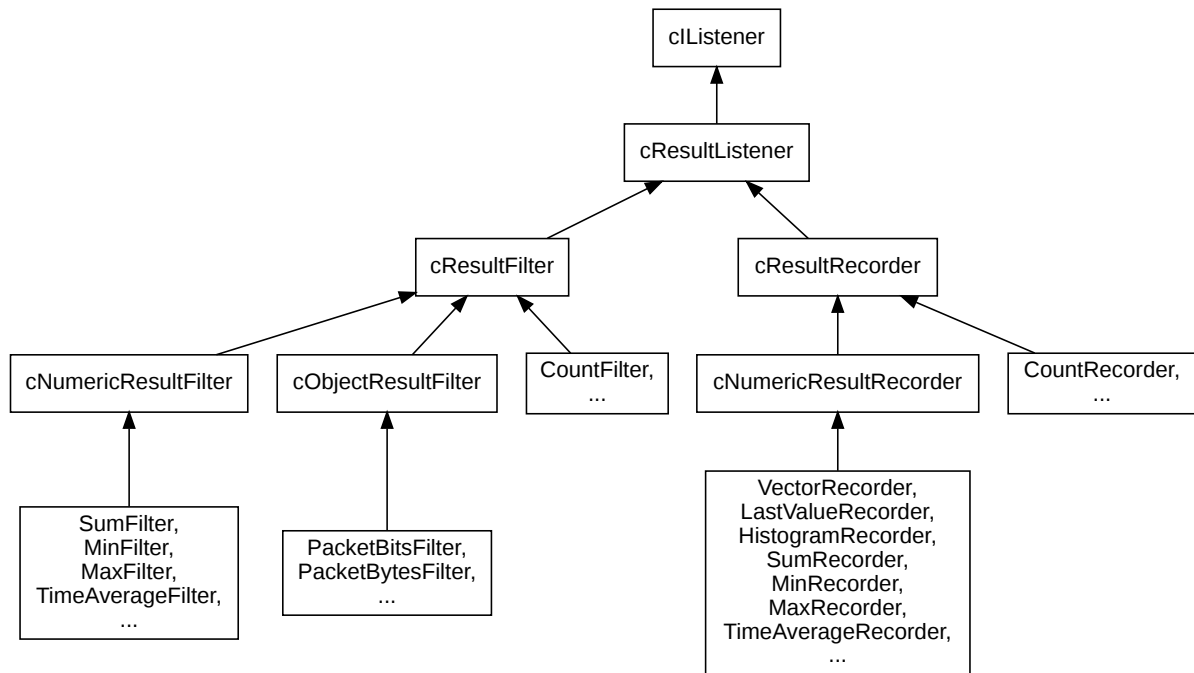 cIListener
cResultListener
cResultFilter
cResultRecorder
cNumericResultFilter
cObjectResultFilter
CountFilter,
...
cNumericResultRecorder
CountRecorder,
...
SumFilter,
MinFilter,
MaxFilter,
TimeAverageFilter,
...
PacketBitsFilter,
PacketBytesFilter,
...
VectorRecorder,
LastValueRecorder,
HistogramRecorder,
SumRecorder,
MinRecorder,
MaxRecorder,
TimeAverageRecorder,
...